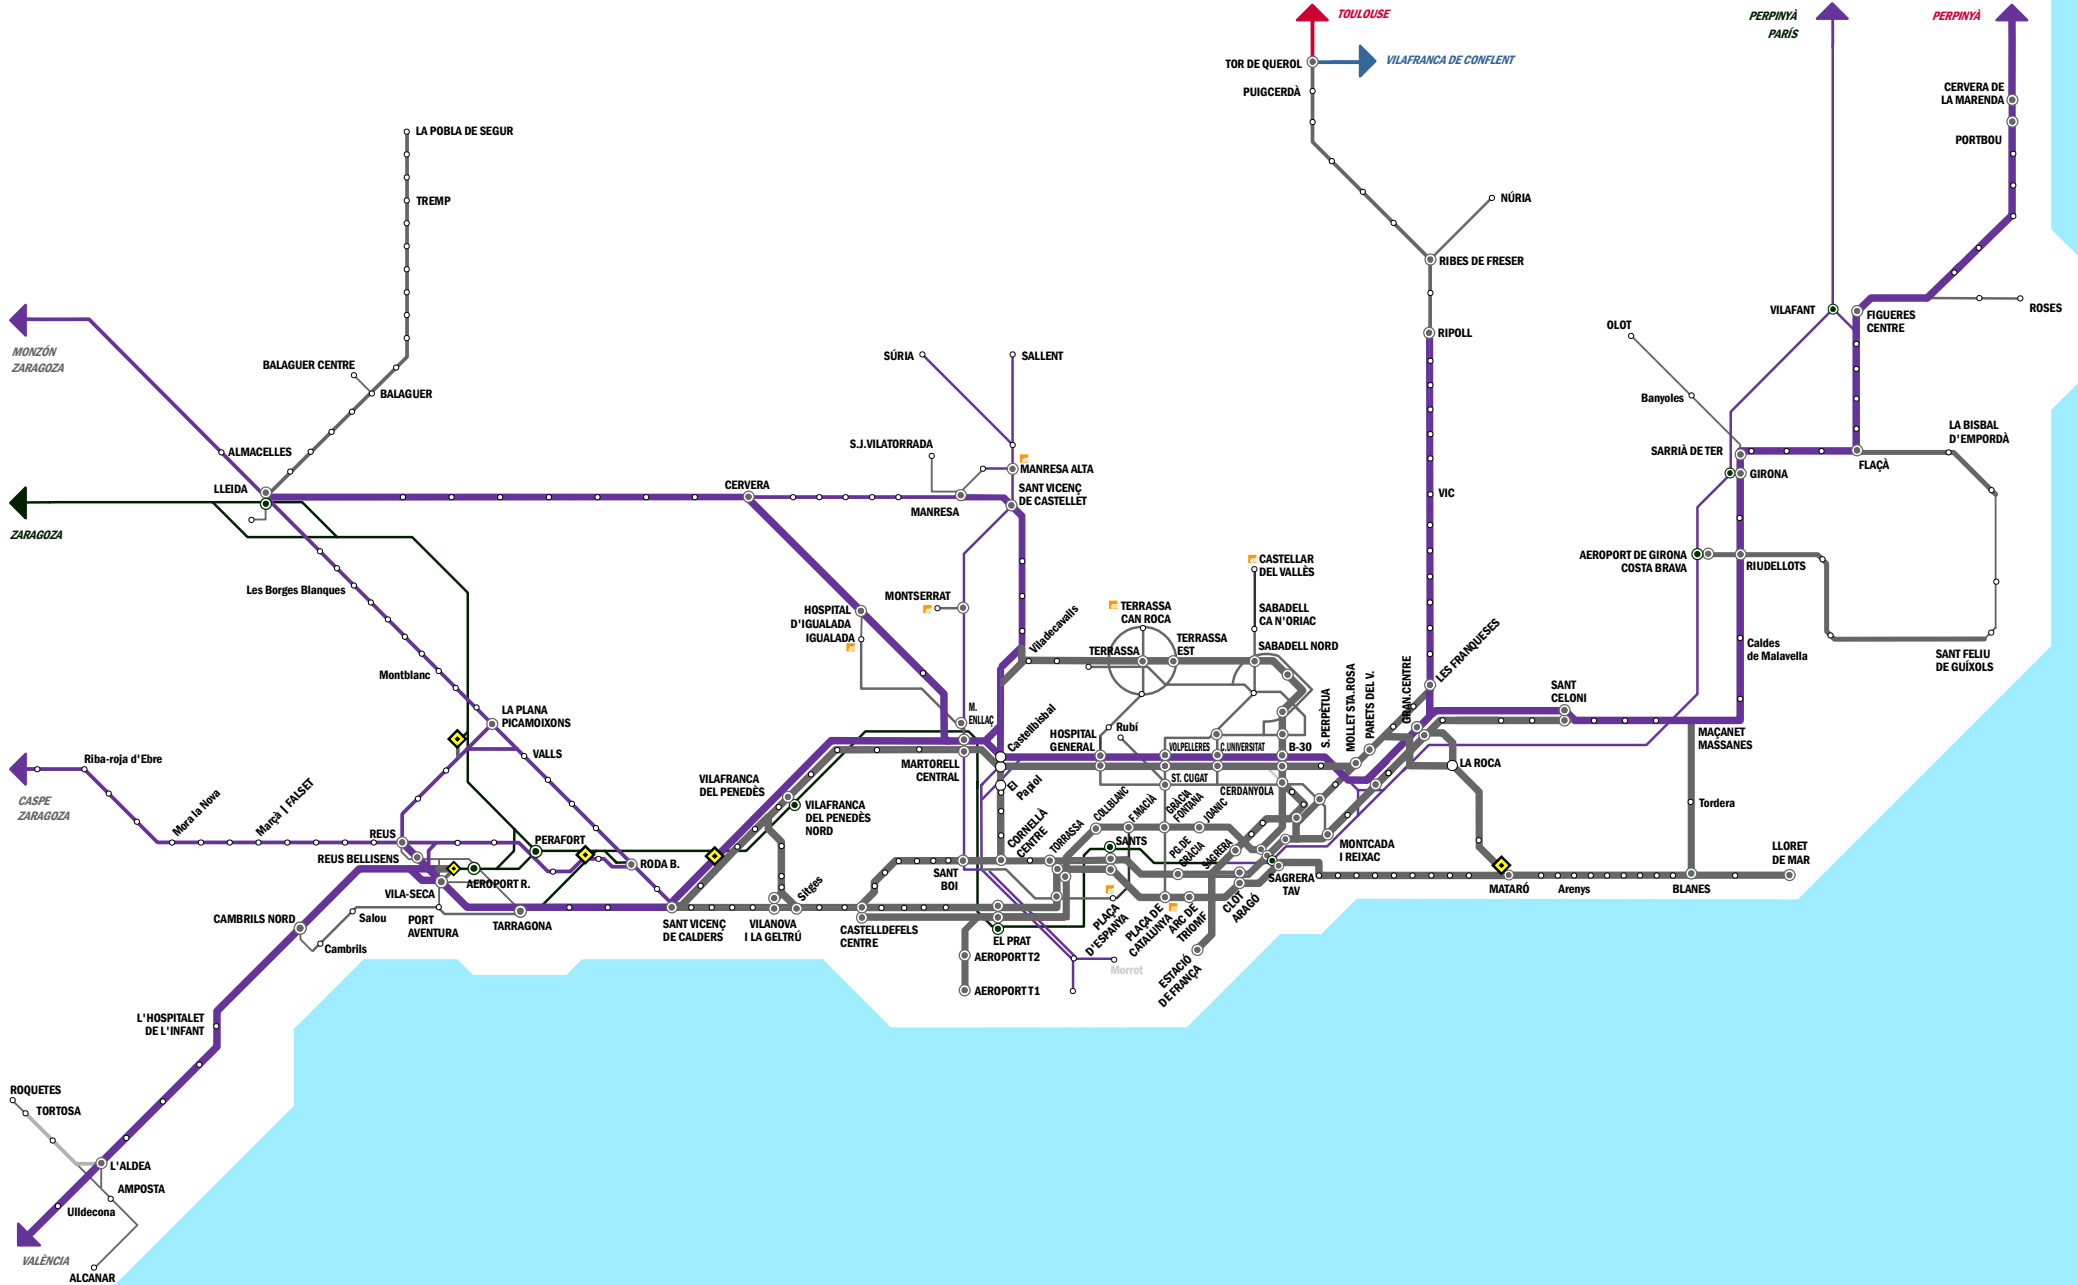 TOULOUSE
PERPINYÀ
PARÍS
PERPINYÀ
TOR DE QUEROL
VILAFRANCA DE CONFLENT
PUIGCERDÀ
CERVERA DE
LA MARENDA
PORTBOU
LA POBLA DE SEGUR
TREMP
NÚRIA
RIBES DE FRESER
RIPOLL
VILAFANT
FIGUERES
CENTRE
ROSES
OLOT
Banyoles
MONZÓN
ZARAGOZA
BALAGUER CENTRE
BALAGUER
SÚRIA
SALLENT
ALMACELLES
S.J.VILATORRADA
MANRESA ALTA
LLEIDA
CERVERA
SANT VICENÇ
DE CASTELLET
MANRESA
VIC
SARRIÀ DE TER
GIRONA
FLAÇÀ
LA BISBAL
D'EMPORDÀ
ZARAGOZA
Les Borges Blanques
MONTSERRAT
HOSPITAL
D'IGUALADA
IGUALADA
CASTELLAR
DEL VALLÈS
TERRASSA
CAN ROCA
SABADELL
CA N'ORIAC
AEROPORT DE GIRONA
COSTA BRAVA
RIUDELLOTS
Viladecavalls
TERRASSA
TERRASSA
EST
SABADELL NORD
Caldes
de Malavella
SANT FELIU
DE GUÍXOLS
Montblanc
LA PLANA
PICAMOIXONS
VALLS
M.
ENLLAÇ
Castellbisbal
HOSPITAL
GENERAL
Rubí
VOLPELLERES
C.UNIVERSITAT
B-30
S. PERPÈTUA
MOLLET STA.ROSA
PARETS DEL V.
GRAN.CENTRE
LES FRANQUESES
SANT
CELONI
MAÇANET
MASSANES
Riba-roja d'Ebre
CASPE
ZARAGOZA
Mora la Nova
Marçà I FALSET
REUS
REUS BELLISENS
PERAFORT
VILAFRANCA
DEL PENEDÈS
VILAFRANCA
DEL PENEDÈS
NORD
MARTORELL
CENTRAL
El
Papiol
ST. CUGAT
CERDANYOLA
LA ROCA
Tordera
CORNELLÀ
CENTRE
TORRASSA
COLLBLANC
F.MACIÀ
GRÀCIA
FONTANA
JOANIC
SANTS
PG.DE
GRÀCIA
SAGRERA
MONTCADA
I REIXAC
SAGRERA
TAV
MATARÓ
Arenys
BLANES
LLORET
DE MAR
RODA B.
AEROPORT R.
VILA-SECA
SANT
BOI
Sitges
CAMBRILS NORD
Salou
Cambrils
PORT
AVENTURA
TARRAGONA
SANT VICENÇ
DE CALDERS
VILANOVA
I LA GELTRÚ
CASTELLDEFELS
CENTRE
EL PRAT
PLAÇA
D'ESPANYA
PLAÇA DE
CATALUNYA
ARC DE
TRIOMF
CLOT
ARAGÓ
AEROPORT T2
AEROPORT T1
Morrot
ESTACIÓ
DE FRANÇA
L'HOSPITALET
DE L'INFANT
ROQUETES
TORTOSA
L'ALDEA
AMPOSTA
Ulldecona
VALÈNCIA
ALCANAR